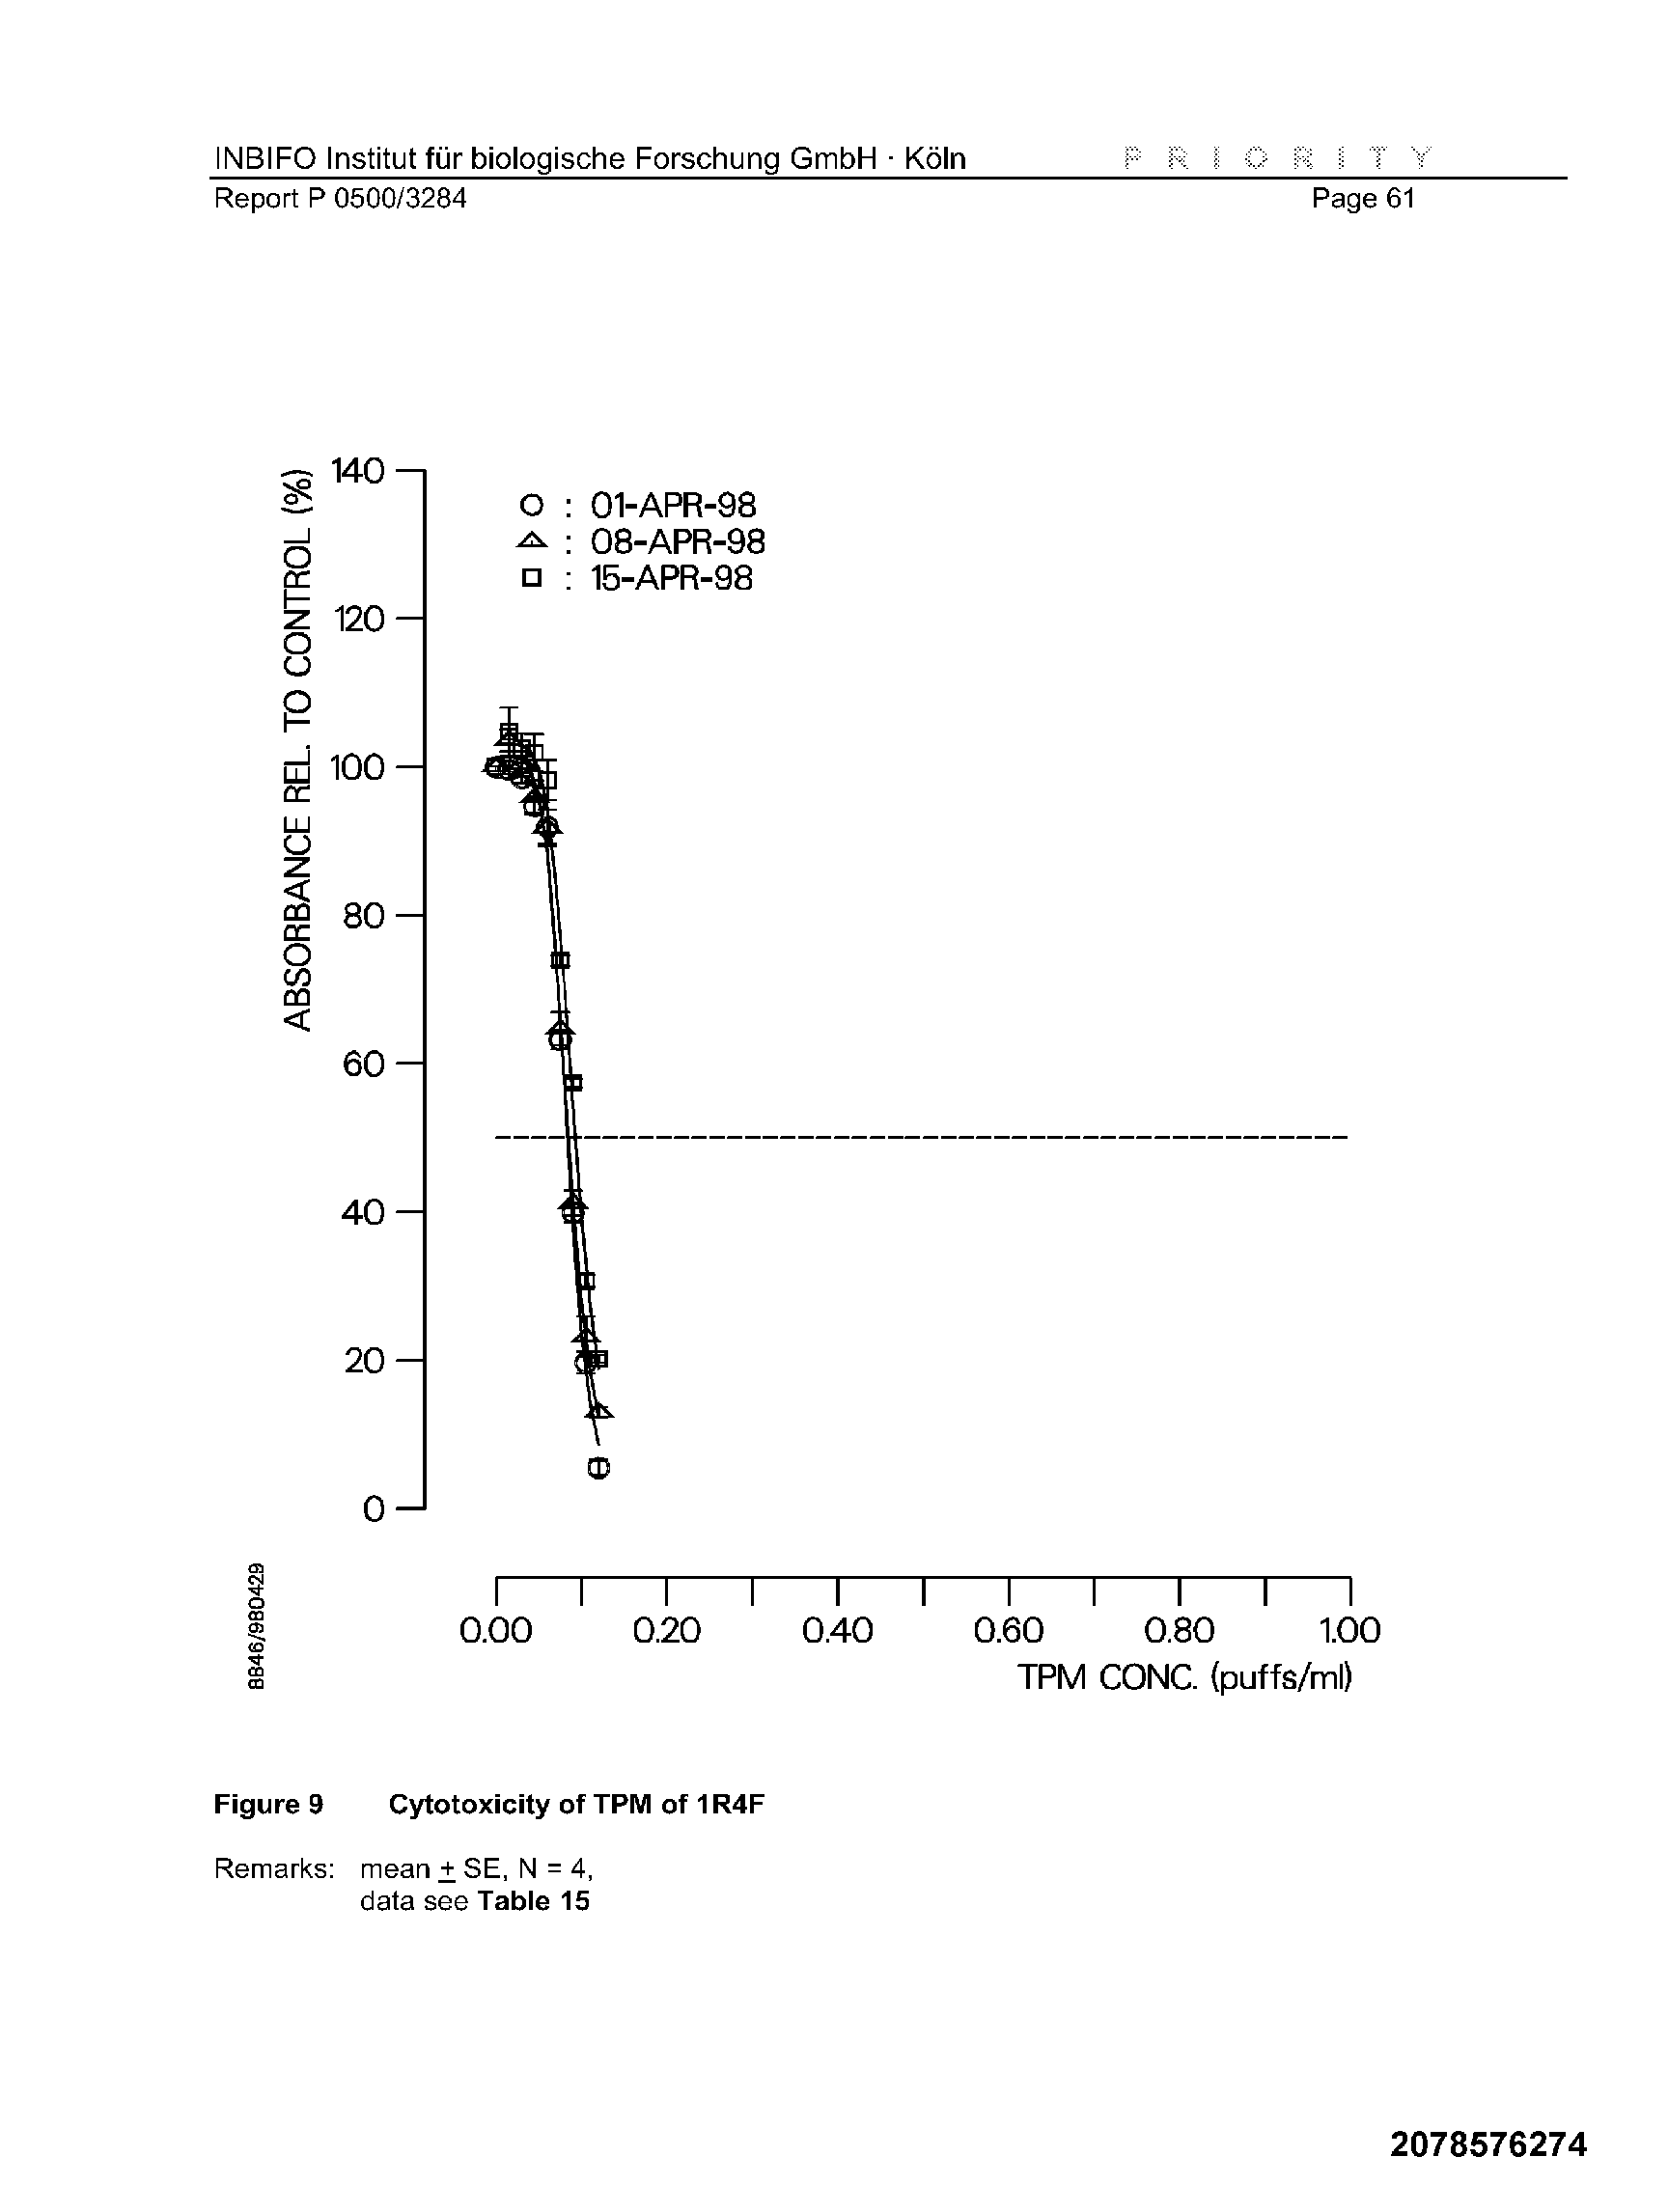 INBIFO Institut für biologische Forschung GmbH · Köln PRIORITY
Report P 0500/3284 Page 61
ABSORBANCE REL. TO CONTROL (%)
140
120
100
80
60
40
20
0
○ : 01-APR-98
△ : 08-APR-98
□ : 15-APR-98
0.00 0.20 0.40 0.60 0.80 1.00
TPM CONC. (puffs/ml)
8846/980429
Figure 9 Cytotoxicity of TPM of 1R4F
Remarks: mean ± SE, N = 4,
data see Table 15
2078576274